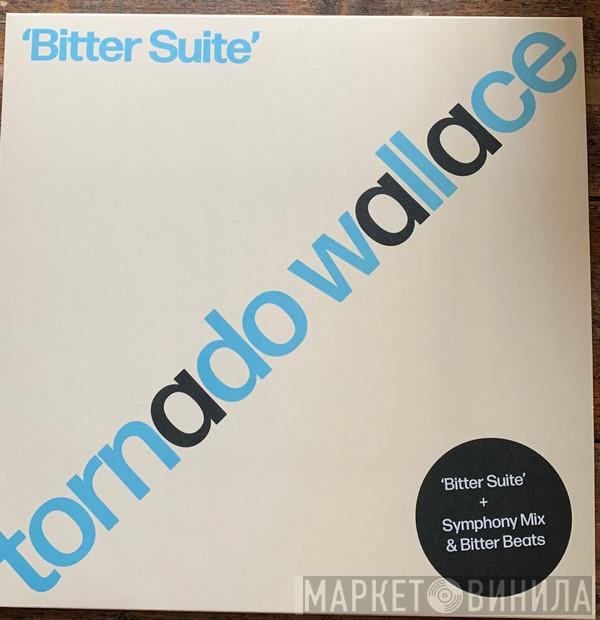 ‘Bitter Suite’
tornado wallace
‘Bitter Suite’
+
Symphony Mix
& Bitter Beats
МАРКЕТ ВИНИЛА